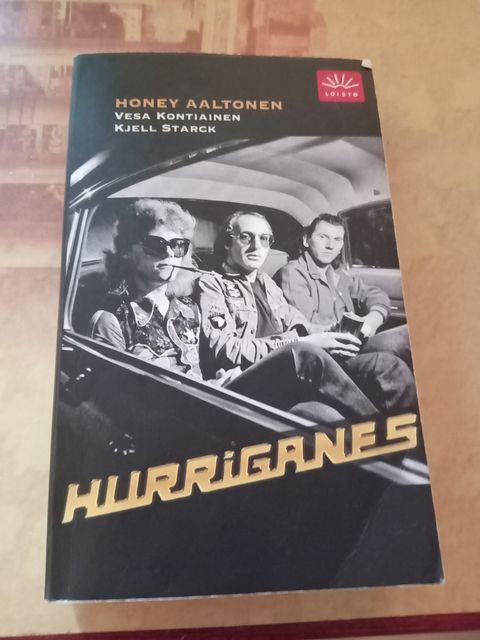 HONEY AALTONEN
VESA KONTIAINEN
KJELL STARCK
LOISTO
HURRiGANES